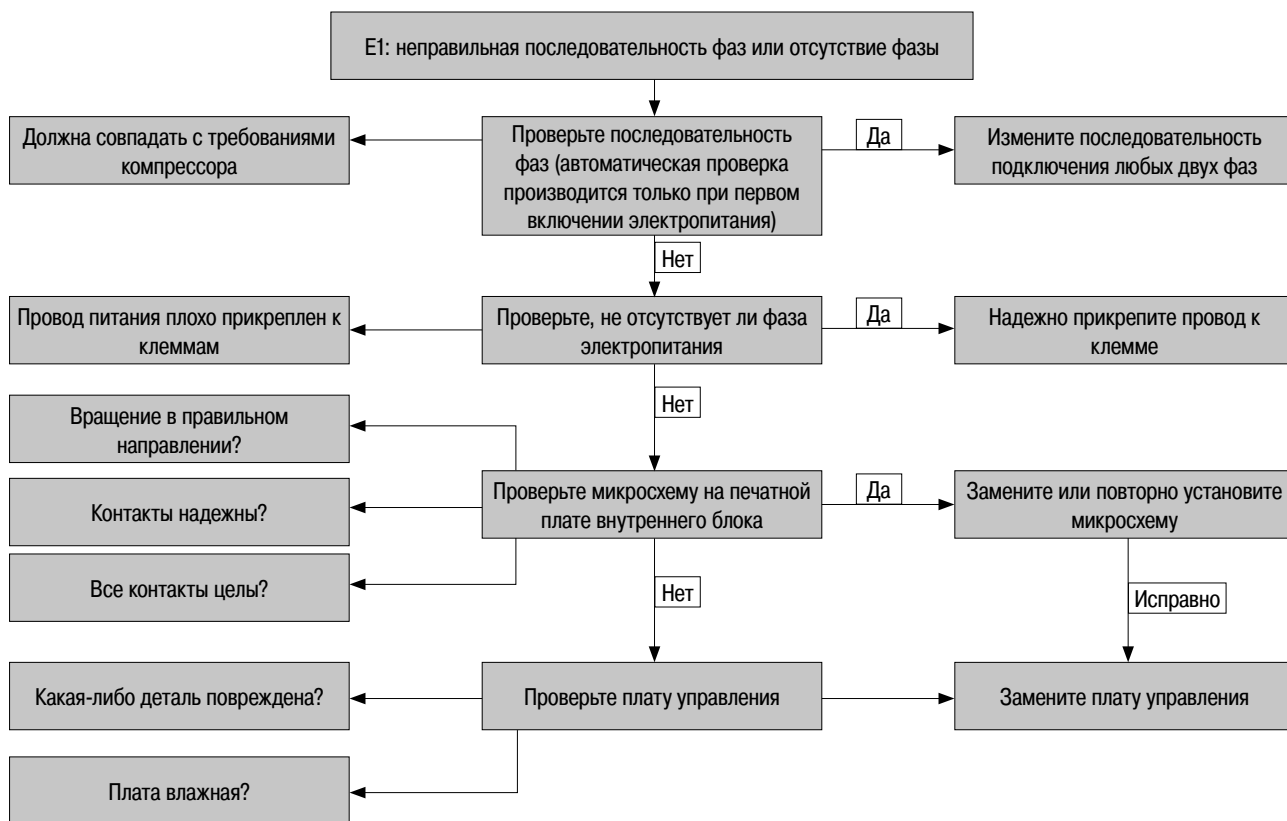 E1: неправильная последовательность фаз или отсутствие фазы
Должна совпадать с требованиями
компрессора
Проверьте последовательность
фаз (автоматическая проверка
производится только при первом
включении электропитания)
Да
Измените последовательность
подключения любых двух фаз
Нет
Провод питания плохо прикреплен к
клеммам
Проверьте, не отсутствует ли фаза
электропитания
Да
Надежно прикрепите провод к
клемме
Нет
Вращение в правильном
направлении?
Контакты надежны?
Все контакты целы?
Проверьте микросхему на печатной
плате внутреннего блока
Да
Замените или повторно установите
микросхему
Нет
Исправно
Какая-либо деталь повреждена?
Проверьте плату управления
Замените плату управления
Плата влажная?